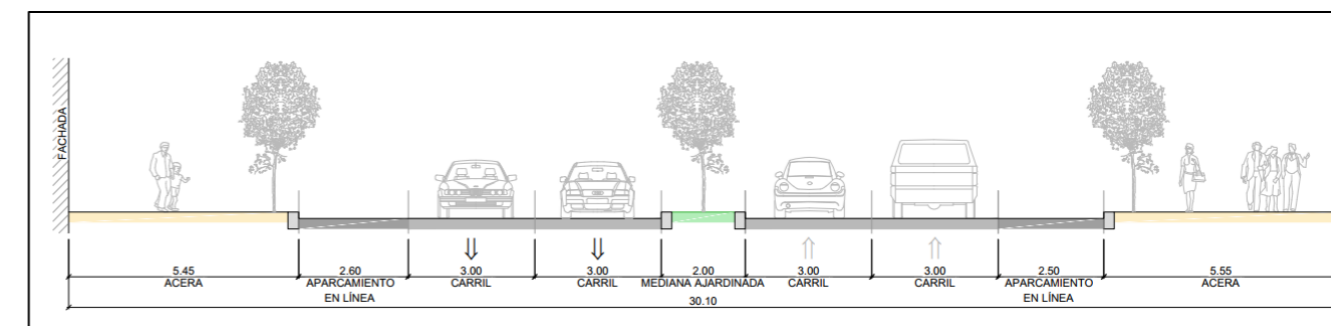 FACHADA
5.45
ACERA
2.60
APARCAMIENTO
EN LÍNEA
3.00
CARRIL
3.00
CARRIL
2.00
MEDIANA AJARDINADA
3.00
CARRIL
3.00
CARRIL
2.50
APARCAMIENTO
EN LÍNEA
5.55
ACERA
30.10